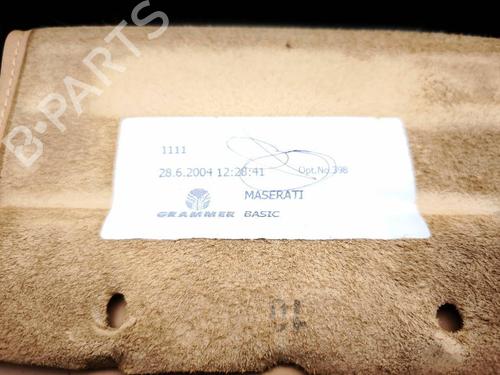 B-PARTS
1111
28.6.2004 12:28:41 Opt.No.398
MASERATI
GRAMMER BASIC